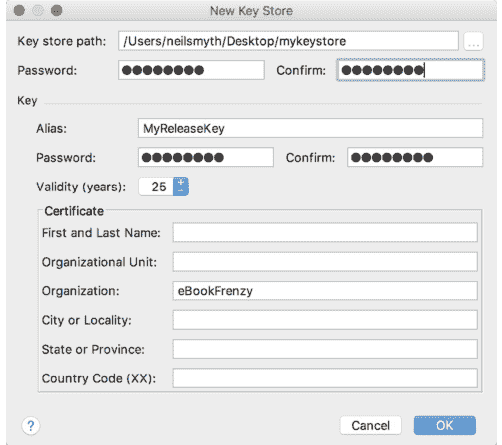 New Key Store
Key store path: /Users/neilsmyth/Desktop/mykeystore ...
Password: ●●●●●●●● Confirm: ●●●●●●●●
Key
Alias: MyReleaseKey
Password: ●●●●●●●● Confirm: ●●●●●●●●
Validity (years): 25
Certificate
First and Last Name:
Organizational Unit:
Organization: eBookFrenzy
City or Locality:
State or Province:
Country Code (XX):
? Cancel OK